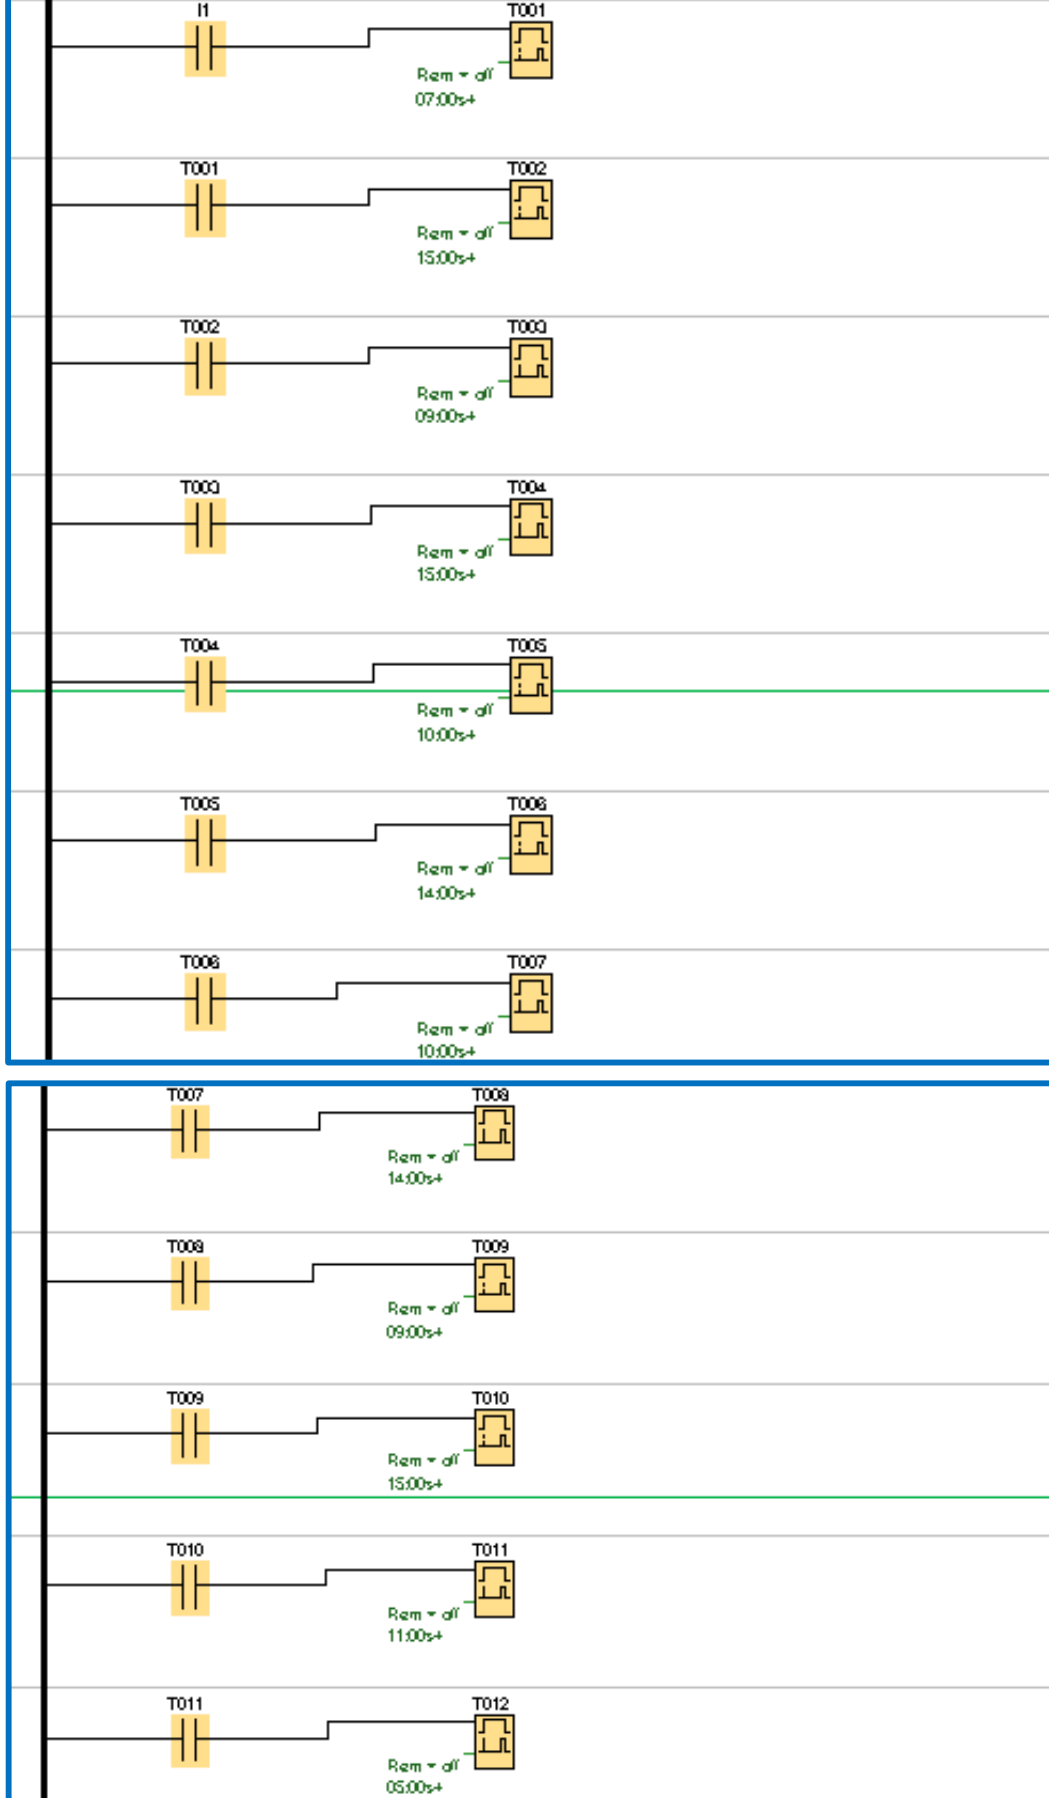 I1 T001
Rem = off
07:00s+
T001 T002
Rem = off
15:00s+
T002 T003
Rem = off
09:00s+
T003 T004
Rem = off
15:00s+
T004 T005
Rem = off
10:00s+
T005 T006
Rem = off
14:00s+
T006 T007
Rem = off
10:00s+
T007 T008
Rem = off
14:00s+
T008 T009
Rem = off
09:00s+
T009 T010
Rem = off
15:00s+
T010 T011
Rem = off
11:00s+
T011 T012
Rem = off
05:00s+